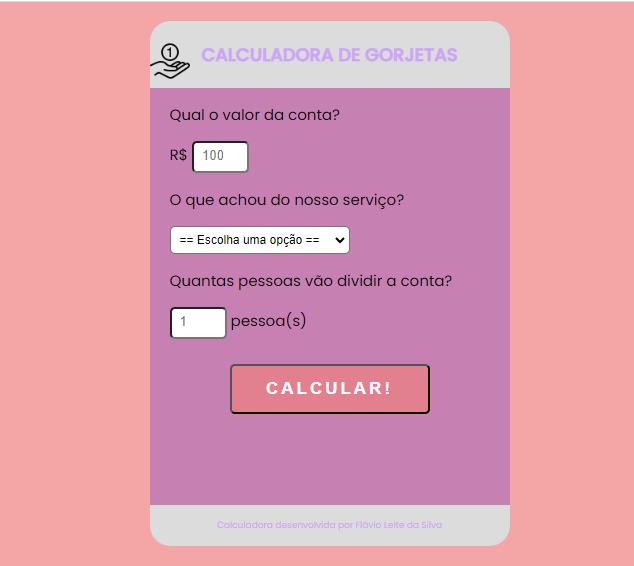 1
CALCULADORA DE GORJETAS
Qual o valor da conta?
R$ 100
O que achou do nosso serviço?
== Escolha uma opção ==
Quantas pessoas vão dividir a conta?
1 pessoa(s)
CALCULAR!
Calculadora desenvolvida por Flávio Leite da Silva